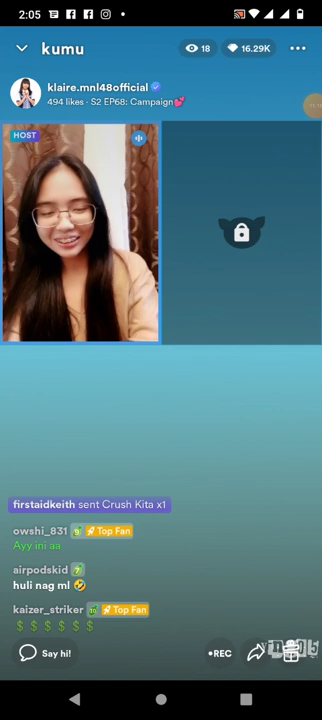 2:05
kumu
18
16.29K
klaire.mnl48official
494 likes · S2 EP68: Campaign💕
HOST
firstaidkeith sent Crush Kita x1
owshi_831 Top Fan
Ayy ini aa
airpodskid
huli nag ml 🤣
kaizer_striker 10 Top Fan
$ $ $ $ $ $
Say hi!
•REC